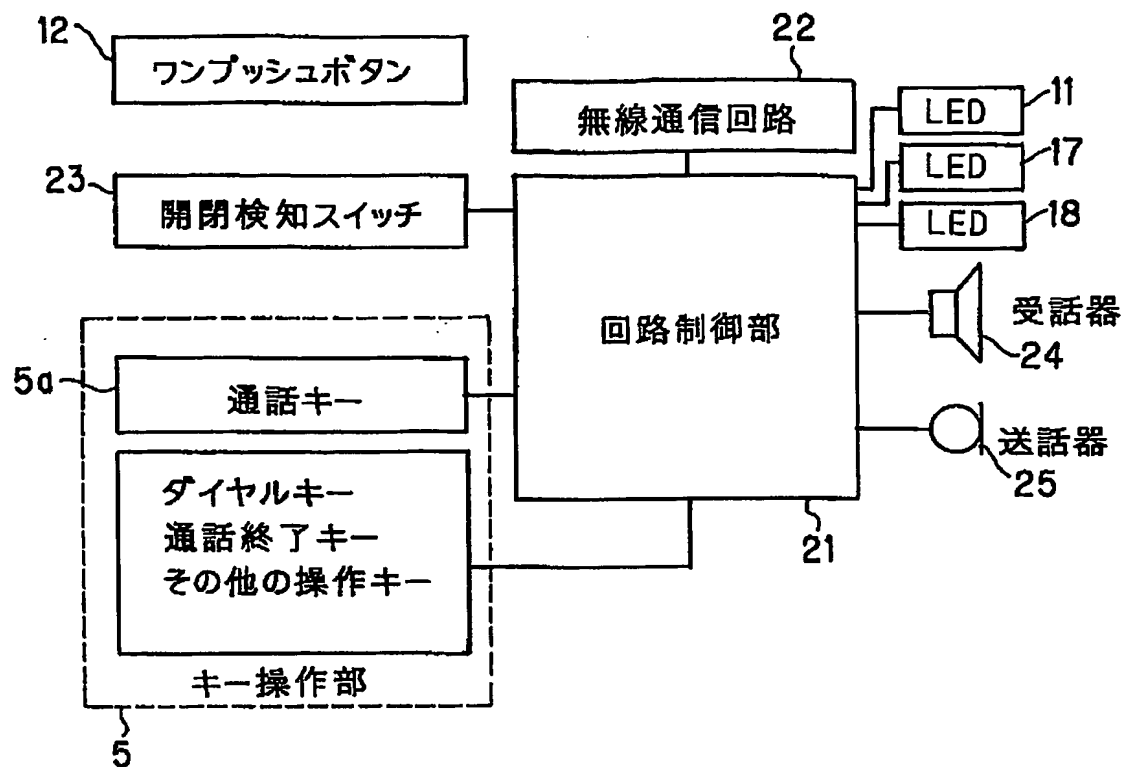 12
ワンプッシュボタン
22
無線通信回路
LED
11
LED
17
LED
18
23
開閉検知スイッチ
回路制御部
受話器
24
5a
通話キー
送話器
25
ダイヤルキー
通話終了キー
その他の操作キー
21
キー操作部
5